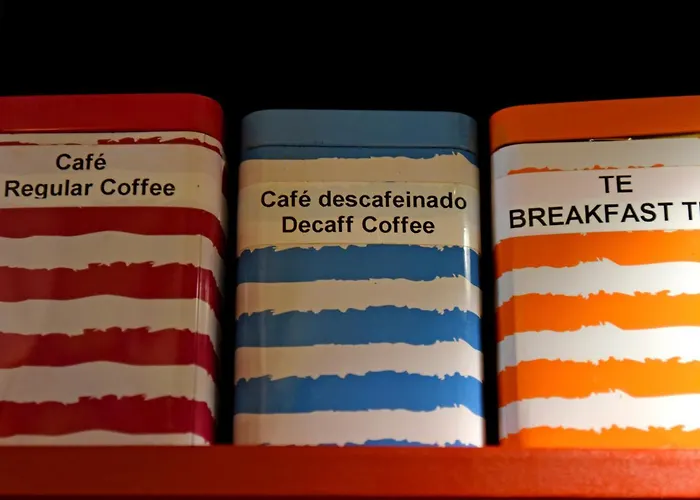 Café
Regular Coffee
Café descafeinado
Decaff Coffee
TE
BREAKFAST